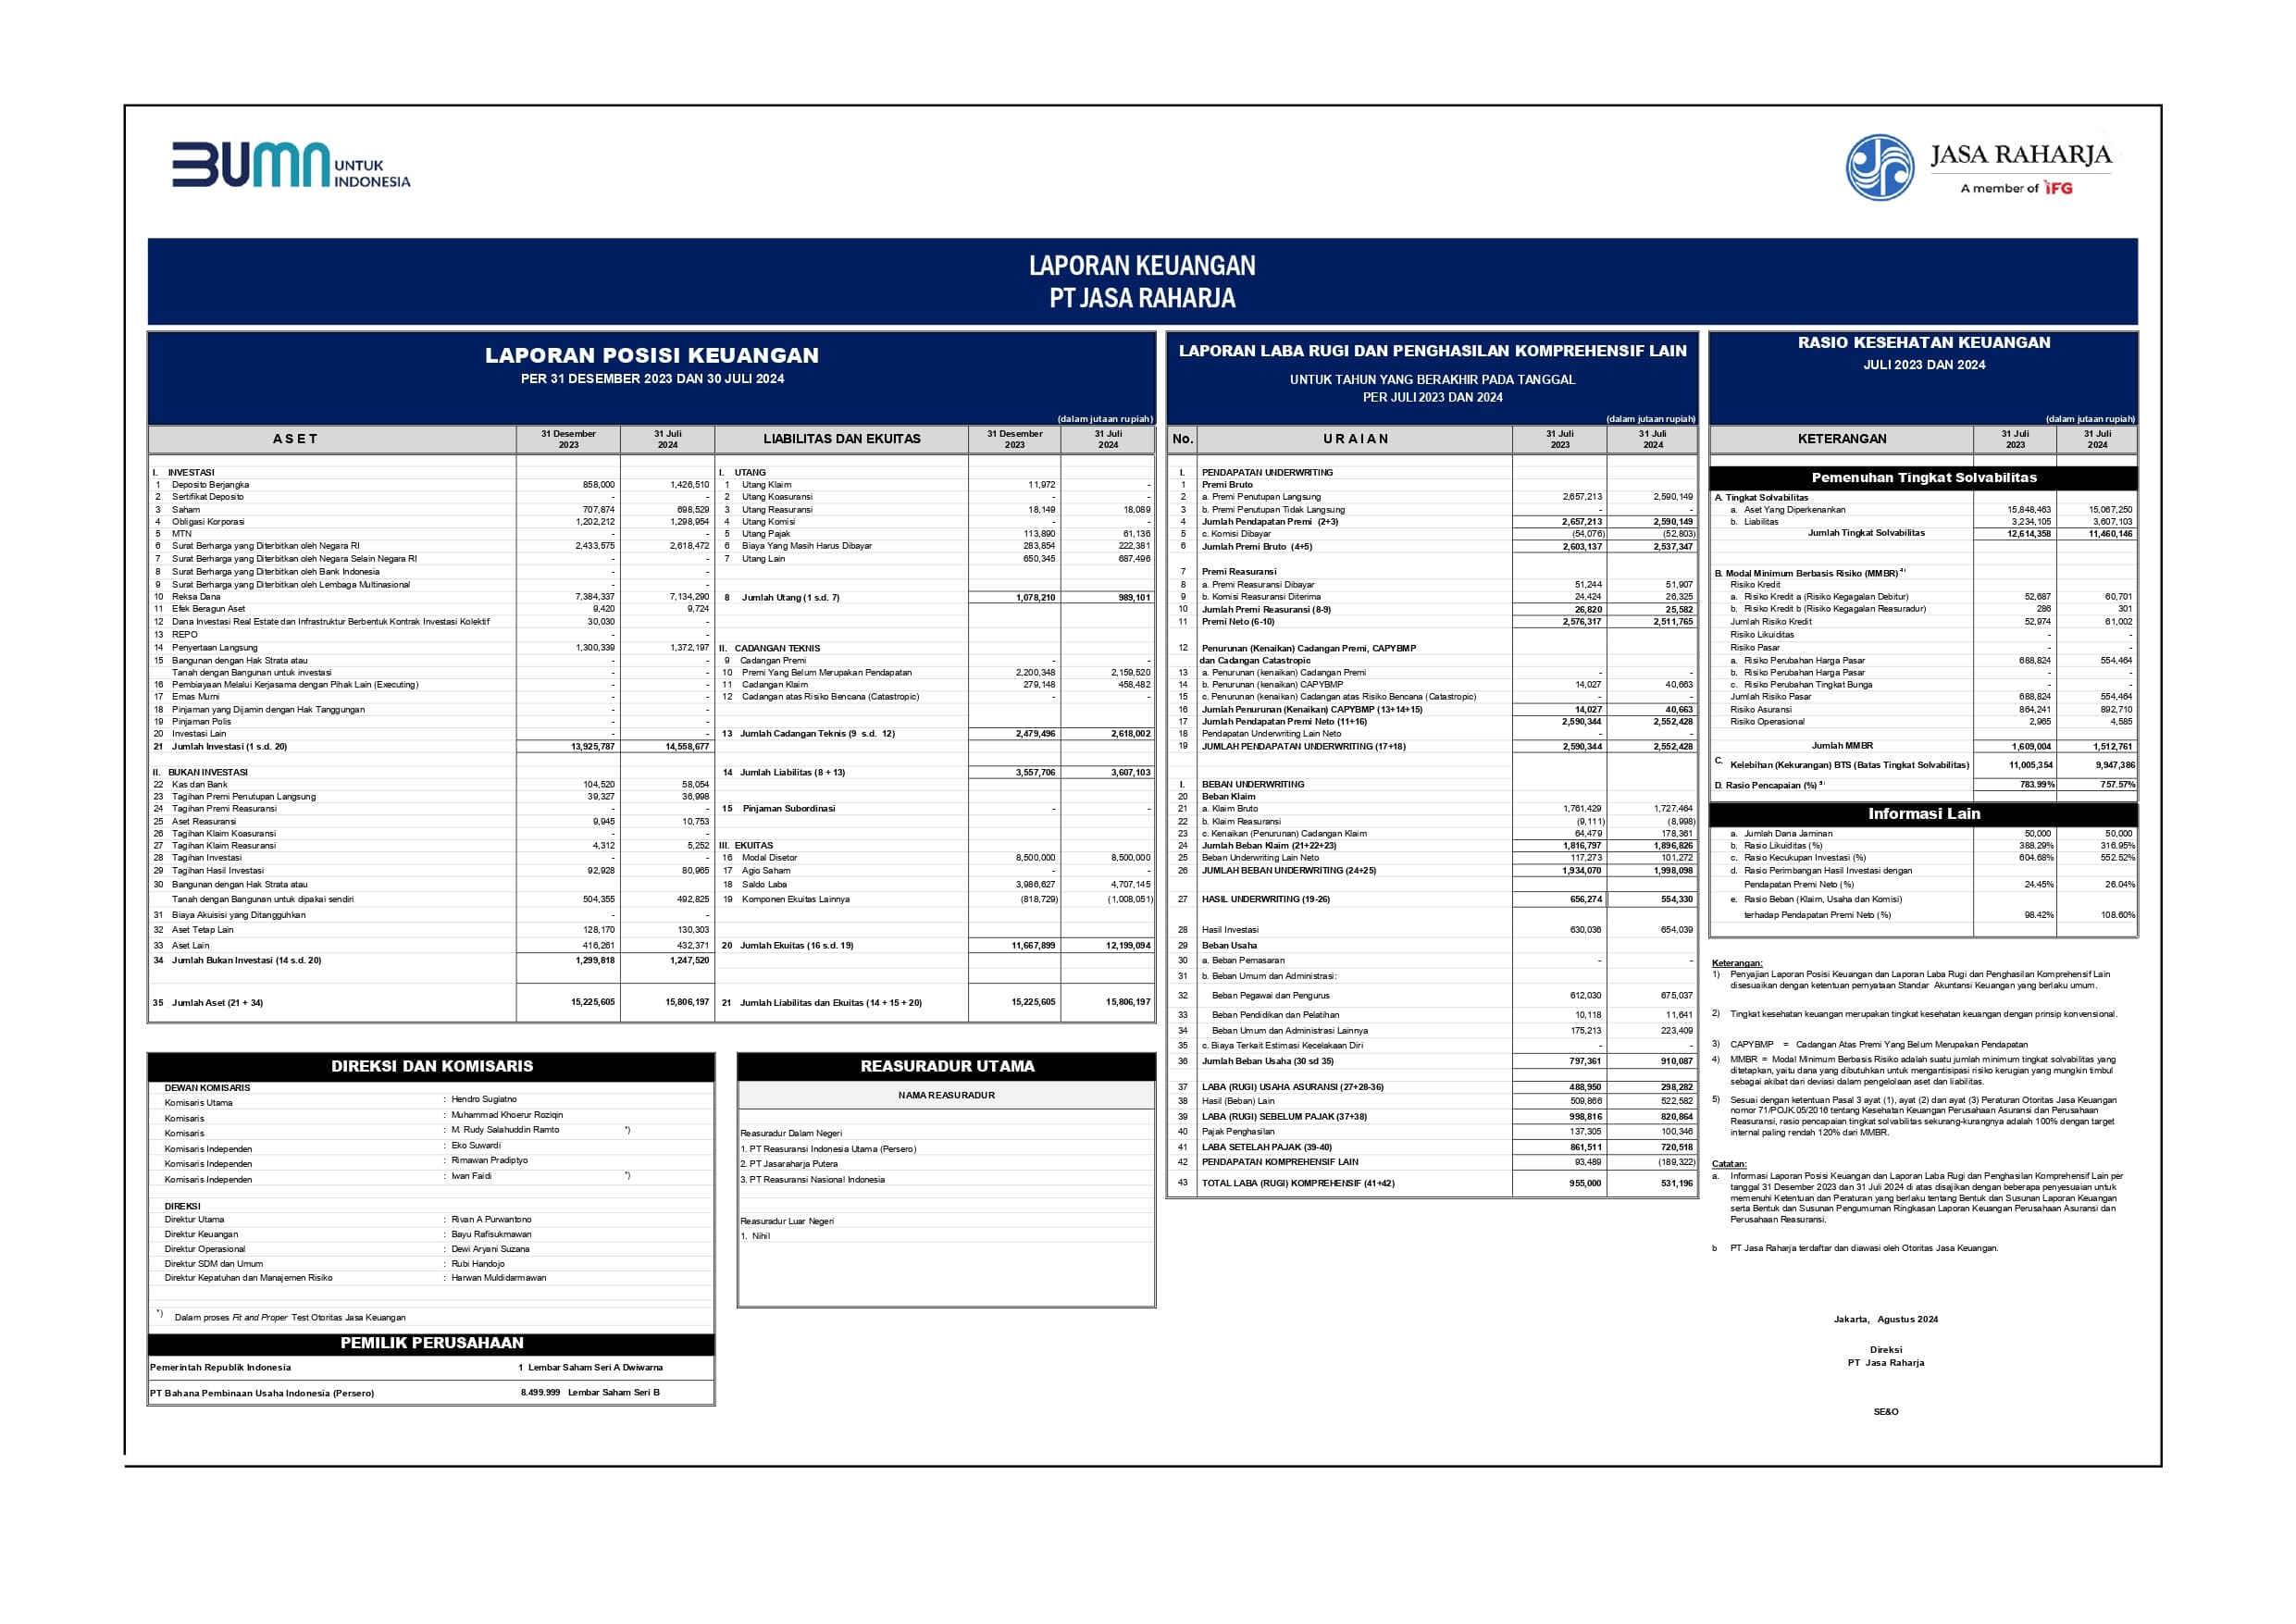 BUMN UNTUK
INDONESIA
JASA RAHARJA
A member of IFG
LAPORAN KEUANGAN
PT JASA RAHARJA
LAPORAN POSISI KEUANGAN
PER 31 DESEMBER 2023 DAN 30 JULI 2024
(dalam jutaan rupiah)
A S E T 31 Desember 2023 31 Juli 2024 LIABILITAS DAN EKUITAS 31 Desember 2023 31 Juli 2024
I. INVESTASI I. UTANG
1 Deposito Berjangka 858,000 1,426,510 1 Utang Klaim 11,972 -
2 Sertifikat Deposito - - 2 Utang Koasuransi - -
3 Saham 707,874 698,529 3 Utang Reasuransi 18,149 18,089
4 Obligasi Korporasi 1,202,212 1,298,954 4 Utang Komisi - -
5 MTN - - 5 Utang Pajak 113,890 61,136
6 Surat Berharga yang Diterbitkan oleh Negara RI 2,433,575 2,618,472 6 Biaya Yang Masih Harus Dibayar 283,854 222,381
7 Surat Berharga yang Diterbitkan oleh Negara Selain Negara RI - - 7 Utang Lain 650,345 687,496
8 Surat Berharga yang Diterbitkan oleh Bank Indonesia - -
9 Surat Berharga yang Diterbitkan oleh Lembaga Multinasional - -
10 Reksa Dana 7,384,337 7,134,290 8 Jumlah Utang (1 s.d. 7) 1,078,210 989,101
11 Efek Beragun Aset 9,420 9,724
12 Dana Investasi Real Estate dan Infrastruktur Berbentuk Kontrak Investasi Kolektif 30,030 -
13 REPO - -
14 Penyertaan Langsung 1,300,339 1,372,197 II. CADANGAN TEKNIS
15 Bangunan dengan Hak Strata atau - - 9 Cadangan Premi - -
Tanah dengan Bangunan untuk investasi - - 10 Premi Yang Belum Merupakan Pendapatan 2,200,348 2,159,520
16 Pembiayaan Melalui Kerjasama dengan Pihak Lain (Executing) - - 11 Cadangan Klaim 279,148 458,482
17 Emas Murni - - 12 Cadangan atas Risiko Bencana (Catastropic) - -
18 Pinjaman yang Dijamin dengan Hak Tanggungan - -
19 Pinjaman Polis - -
20 Investasi Lain - - 13 Jumlah Cadangan Teknis (9 s.d. 12) 2,479,496 2,618,002
21 Jumlah Investasi (1 s.d. 20) 13,925,787 14,558,677
II. BUKAN INVESTASI 14 Jumlah Liabilitas (8 + 13) 3,557,706 3,607,103
22 Kas dan Bank 104,520 58,054
23 Tagihan Premi Penutupan Langsung 39,327 36,998
24 Tagihan Premi Reasuransi - - 15 Pinjaman Subordinasi - -
25 Aset Reasuransi 9,945 10,753
26 Tagihan Klaim Koasuransi - -
27 Tagihan Klaim Reasuransi 4,312 5,252 III. EKUITAS
28 Tagihan Investasi - - 16 Modal Disetor 8,500,000 8,500,000
29 Tagihan Hasil Investasi 92,928 80,965 17 Agio Saham - -
30 Bangunan dengan Hak Strata atau 18 Saldo Laba 3,986,627 4,707,145
Tanah dengan Bangunan untuk dipakai sendiri 504,355 492,825 19 Komponen Ekuitas Lainnya (818,729) (1,008,051)
31 Biaya Akuisisi yang Ditangguhkan - -
32 Aset Tetap Lain 128,170 130,303
33 Aset Lain 416,261 432,371 20 Jumlah Ekuitas (16 s.d. 19) 11,667,899 12,199,094
34 Jumlah Bukan Investasi (14 s.d. 20) 1,299,818 1,247,520
35 Jumlah Aset (21 + 34) 15,225,605 15,806,197 21 Jumlah Liabilitas dan Ekuitas (14 + 15 + 20) 15,225,605 15,806,197
DIREKSI DAN KOMISARIS
DEWAN KOMISARIS
Komisaris Utama : Hendro Sugiatno
Komisaris : Muhammad Khoerur Roziqin
Komisaris : M. Rudy Salahuddin Ramto *)
Komisaris Independen : Eko Suwardi
Komisaris Independen : Rimawan Pradiptyo
Komisaris Independen : Iwan Faidi *)
DIREKSI
Direktur Utama : Rivan A Purwantono
Direktur Keuangan : Bayu Rafisukmawan
Direktur Operasional : Dewi Aryani Suzana
Direktur SDM dan Umum : Rubi Handojo
Direktur Kepatuhan dan Manajemen Risiko : Harwan Muldidarmawan
*) Dalam proses Fit and Proper Test Otoritas Jasa Keuangan
PEMILIK PERUSAHAAN
Pemerintah Republik Indonesia 1 Lembar Saham Seri A Dwiwarna
PT Bahana Pembinaan Usaha Indonesia (Persero) 8.499.999 Lembar Saham Seri B
REASURADUR UTAMA
NAMA REASURADUR
Reasuradur Dalam Negeri
1. PT Reasuransi Indonesia Utama (Persero)
2. PT Jasaraharja Putera
3. PT Reasuransi Nasional Indonesia
Reasuradur Luar Negeri
1. Nihil
LAPORAN LABA RUGI DAN PENGHASILAN KOMPREHENSIF LAIN
UNTUK TAHUN YANG BERAKHIR PADA TANGGAL
PER JULI 2023 DAN 2024
(dalam jutaan rupiah)
No. U R A I A N 31 Juli 2023 31 Juli 2024
I. PENDAPATAN UNDERWRITING
1 Premi Bruto
2 a. Premi Penutupan Langsung 2,657,213 2,590,149
3 b. Premi Penutupan Tidak Langsung - -
4 Jumlah Pendapatan Premi (2+3) 2,657,213 2,590,149
5 c. Komisi Dibayar (54,076) (52,803)
6 Jumlah Premi Bruto (4+5) 2,603,137 2,537,347
7 Premi Reasuransi
8 a. Premi Reasuransi Dibayar 51,244 51,907
9 b. Komisi Reasuransi Diterima 24,424 26,325
10 Jumlah Premi Reasuransi (8-9) 26,820 25,582
11 Premi Neto (6-10) 2,576,317 2,511,765
12 Penurunan (Kenaikan) Cadangan Premi, CAPYBMP
dan Cadangan Catastropic
13 a. Penurunan (kenaikan) Cadangan Premi - -
14 b. Penurunan (kenaikan) CAPYBMP 14,027 40,663
15 c. Penurunan (kenaikan) Cadangan atas Risiko Bencana (Catastropic) - -
16 Jumlah Penurunan (Kenaikan) CAPYBMP (13+14+15) 14,027 40,663
17 Jumlah Pendapatan Premi Neto (11+16) 2,590,344 2,552,428
18 Pendapatan Underwriting Lain Neto - -
19 JUMLAH PENDAPATAN UNDERWRITING (17+18) 2,590,344 2,552,428
I. BEBAN UNDERWRITING
20 Beban Klaim
21 a. Klaim Bruto 1,761,429 1,727,464
22 b. Klaim Reasuransi (9,111) (8,998)
23 c. Kenaikan (Penurunan) Cadangan Klaim 64,479 178,361
24 Jumlah Beban Klaim (21+22+23) 1,816,797 1,896,826
25 Beban Underwriting Lain Neto 117,273 101,272
26 JUMLAH BEBAN UNDERWRITING (24+25) 1,934,070 1,998,098
27 HASIL UNDERWRITING (19-26) 656,274 554,330
28 Hasil Investasi 630,036 654,039
29 Beban Usaha
30 a. Beban Pemasaran - -
31 b. Beban Umum dan Administrasi:
32 Beban Pegawai dan Pengurus 612,030 675,037
33 Beban Pendidikan dan Pelatihan 10,118 11,641
34 Beban Umum dan Administrasi Lainnya 175,213 223,409
35 c. Biaya Terkait Estimasi Kecelakaan Diri - -
36 Jumlah Beban Usaha (30 sd 35) 797,361 910,087
37 LABA (RUGI) USAHA ASURANSI (27+28-36) 488,950 298,282
38 Hasil (Beban) Lain 509,866 522,582
39 LABA (RUGI) SEBELUM PAJAK (37+38) 998,816 820,864
40 Pajak Penghasilan 137,305 100,346
41 LABA SETELAH PAJAK (39-40) 861,511 720,518
42 PENDAPATAN KOMPREHENSIF LAIN 93,489 (189,322)
43 TOTAL LABA (RUGI) KOMPREHENSIF (41+42) 955,000 531,196
RASIO KESEHATAN KEUANGAN
JULI 2023 DAN 2024
(dalam jutaan rupiah)
KETERANGAN 31 Juli 2023 31 Juli 2024
Pemenuhan Tingkat Solvabilitas
A. Tingkat Solvabilitas
a. Aset Yang Diperkenankan 15,848,463 15,067,250
b. Liabilitas 3,234,105 3,607,103
Jumlah Tingkat Solvabilitas 12,614,358 11,460,146
B. Modal Minimum Berbasis Risiko (MMBR) 4)
Risiko Kredit
a. Risiko Kredit a (Risiko Kegagalan Debitur) 52,687 60,701
b. Risiko Kredit b (Risiko Kegagalan Reasuradur) 286 301
Jumlah Risiko Kredit 52,974 61,002
Risiko Likuiditas - -
Risiko Pasar - -
a. Risiko Perubahan Harga Pasar 688,824 554,464
b. Risiko Perubahan Harga Pasar - -
c. Risiko Perubahan Tingkat Bunga - -
Jumlah Risiko Pasar 688,824 554,464
Risiko Asuransi 864,241 892,710
Risiko Operasional 2,965 4,585
Jumlah MMBR 1,609,004 1,512,761
C. Kelebihan (Kekurangan) BTS (Batas Tingkat Solvabilitas) 11,005,354 9,947,386
D. Rasio Pencapaian (%) 5) 783.99% 757.57%
Informasi Lain
a. Jumlah Dana Jaminan 50,000 50,000
b. Rasio Likuiditas (%) 388.29% 316.95%
c. Rasio Kecukupan Investasi (%) 604.68% 552.52%
d. Rasio Perimbangan Hasil Investasi dengan
Pendapatan Premi Neto (%) 24.45% 26.04%
e. Rasio Beban (Klaim, Usaha dan Komisi)
terhadap Pendapatan Premi Neto (%) 98.42% 108.60%
Keterangan:
1) Penyajian Laporan Posisi Keuangan dan Laporan Laba Rugi dan Penghasilan Komprehensif Lain
disesuaikan dengan ketentuan pernyataan Standar Akuntansi Keuangan yang berlaku umum.
2) Tingkat kesehatan keuangan merupakan tingkat kesehatan keuangan dengan prinsip konvensional.
3) CAPYBMP = Cadangan Atas Premi Yang Belum Merupakan Pendapatan
4) MMBR = Modal Minimum Berbasis Risiko adalah suatu jumlah minimum tingkat solvabilitas yang
ditetapkan, yaitu dana yang dibutuhkan untuk mengantisipasi risiko kerugian yang mungkin timbul
sebagai akibat dari deviasi dalam pengelolaan aset dan liabilitas.
5) Sesuai dengan ketentuan Pasal 3 ayat (1), ayat (2) dan ayat (3) Peraturan Otoritas Jasa Keuangan
nomor 71/POJK.05/2016 tentang Kesehatan Keuangan Perusahaan Asuransi dan Perusahaan
Reasuransi, rasio pencapaian tingkat solvabilitas sekurang-kurangnya adalah 100% dengan target
internal paling rendah 120% dari MMBR.
Catatan:
a. Informasi Laporan Posisi Keuangan dan Laporan Laba Rugi dan Penghasilan Komprehensif Lain per
tanggal 31 Desember 2023 dan 31 Juli 2024 di atas disajikan dengan beberapa penyesuaian untuk
memenuhi Ketentuan dan Peraturan yang berlaku tentang Bentuk dan Susunan Laporan Keuangan
serta Bentuk dan Susunan Pengumuman Ringkasan Laporan Keuangan Perusahaan Asuransi dan
Perusahaan Reasuransi.
b PT Jasa Raharja terdaftar dan diawasi oleh Otoritas Jasa Keuangan.
Jakarta, Agustus 2024
Direksi
PT Jasa Raharja
SE&O